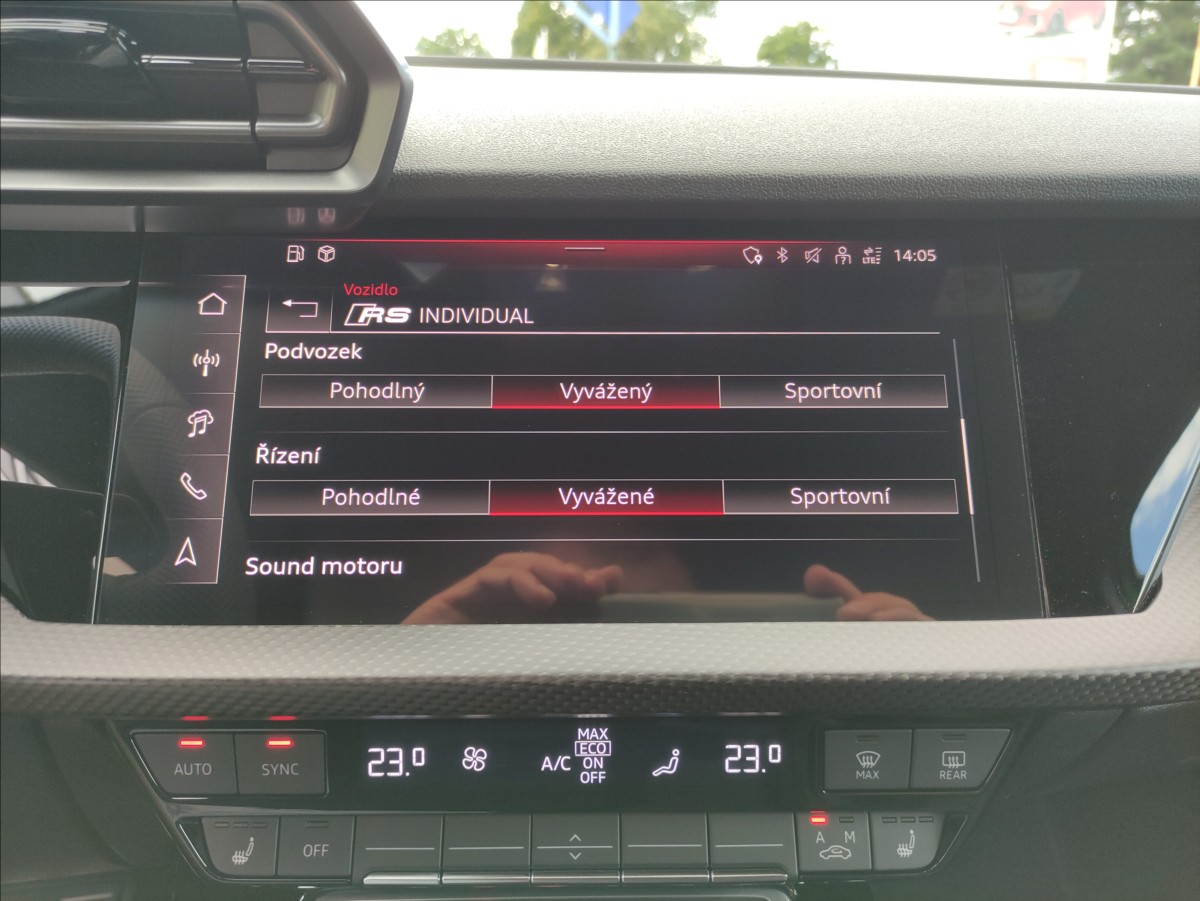 LTE 14:05
Vozidlo
RS INDIVIDUAL
Podvozek
Pohodlný Vyvážený Sportovní
Řízení
Pohodlné Vyvážené Sportovní
Sound motoru
AUTO SYNC 23.0 A/C MAX ECO ON OFF 23.0 MAX REAR
OFF A M